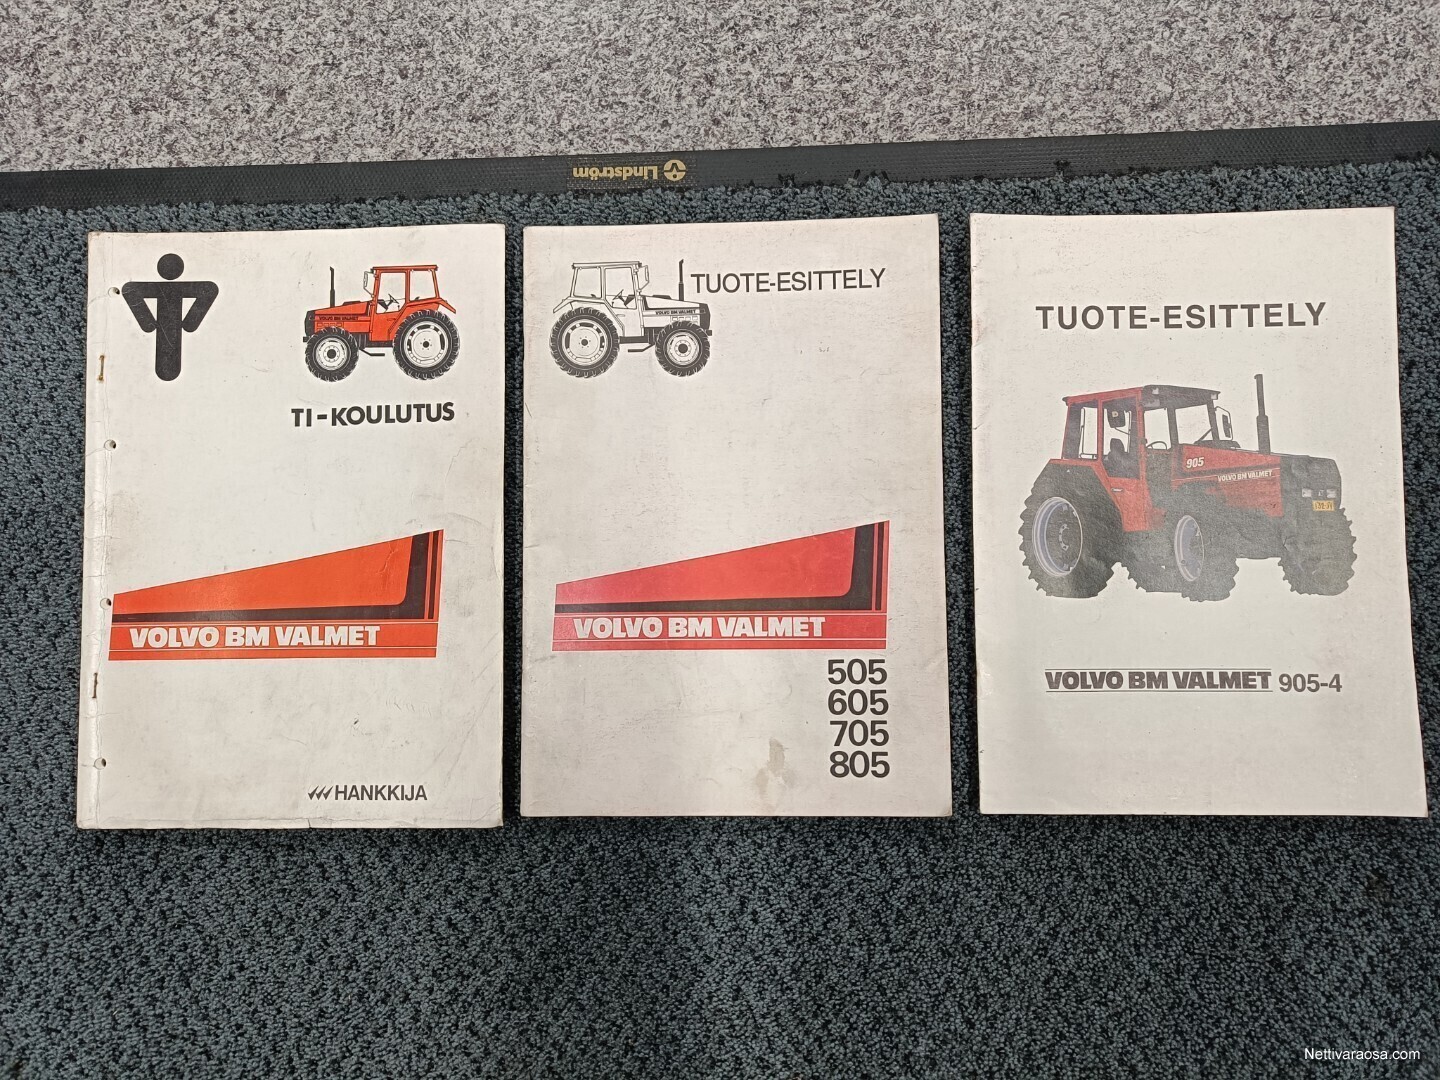 Lindström
TI-KOULUTUS
VOLVO BM VALMET
VOLVO BM VALMET
HANKKIJA
TUOTE-ESITTELY
VOLVO BM VALMET
VOLVO BM VALMET
505
605
705
805
TUOTE-ESITTELY
905
VOLVO BM VALMET
VOLVO BM VALMET 905-4
Nettivaraosa.com